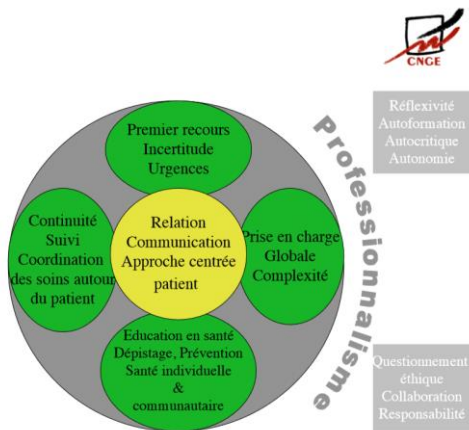 CNGE
Réflexivité
Autoformation
Autocritique
Autonomie
Professionnalisme
Premier recours
Incertitude
Urgences
Continuité
Suivi
Coordination
des soins autour
du patient
Relation
Communication
Approche centrée
patient
Prise en charge
Globale
Complexité
Education en santé
Dépistage, Prévention
Santé individuelle
&
communautaire
Questionnement
éthique
Collaboration
Responsabilité